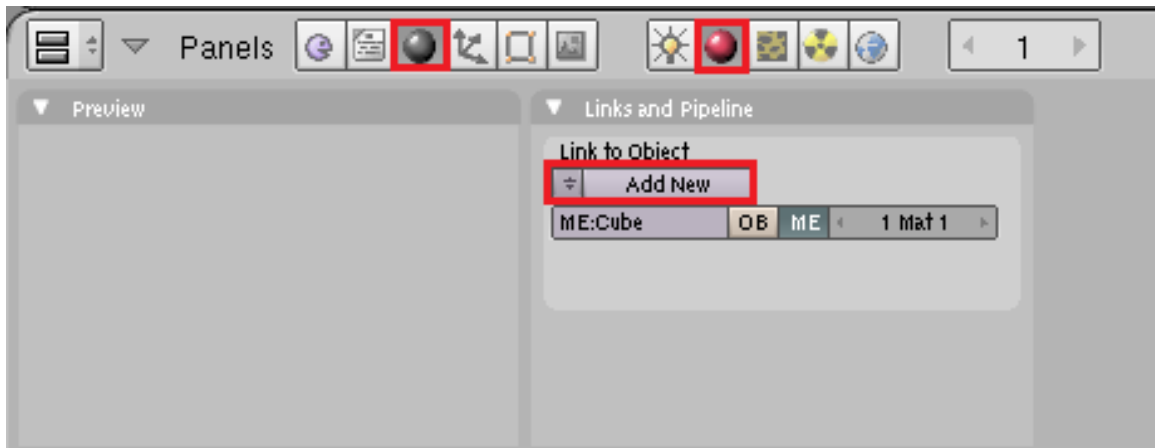 Panels 1
Preview
Links and Pipeline
Link to Object
Add New
ME:Cube OB ME 1 Mat 1